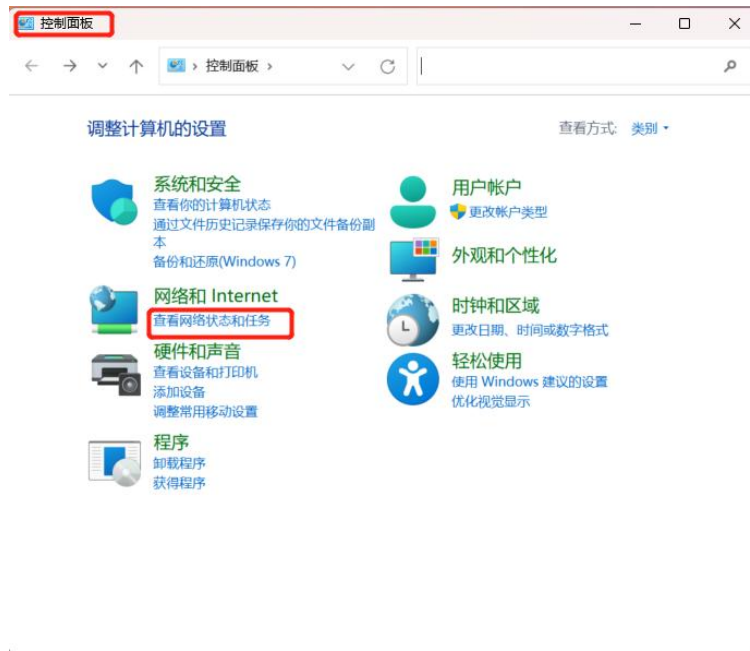 控制面板
控制面板
调整计算机的设置
查看方式: 类别
系统和安全
查看你的计算机状态
通过文件历史记录保存你的文件备份副
本
备份和还原(Windows 7)
网络和 Internet
查看网络状态和任务
硬件和声音
查看设备和打印机
添加设备
调整常用移动设置
程序
卸载程序
获得程序
用户帐户
更改帐户类型
外观和个性化
时钟和区域
更改日期、时间或数字格式
轻松使用
使用 Windows 建议的设置
优化视觉显示